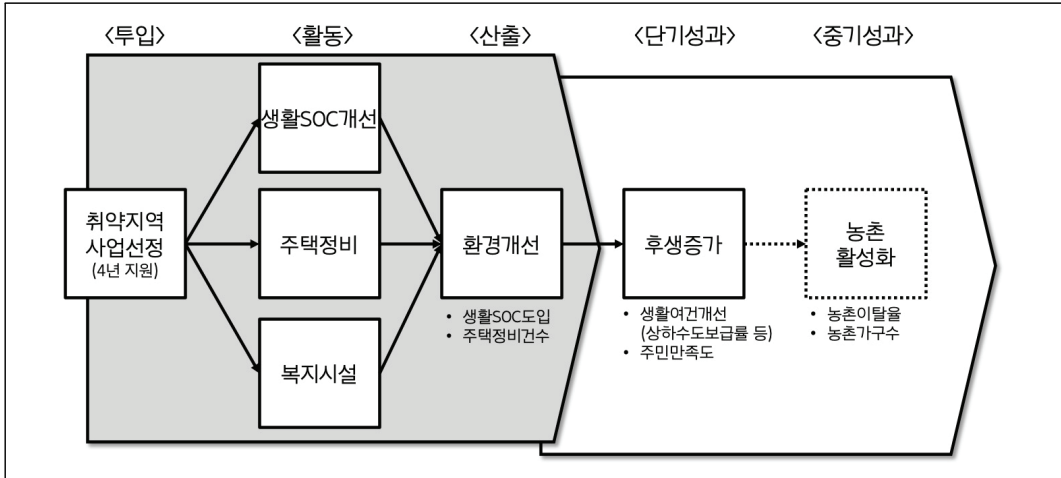 <투입>
<활동>
<산출>
<단기성과>
<중기성과>
생활SOC개선
취약지역
사업선정
(4년 지원)
주택정비
환경개선
후생증가
농촌
활성화
• 생활SOC도입
• 주택정비건수
• 생활여건개선
(상하수도보급률 등)
• 주민만족도
• 농촌이탈율
• 농촌가구수
복지시설